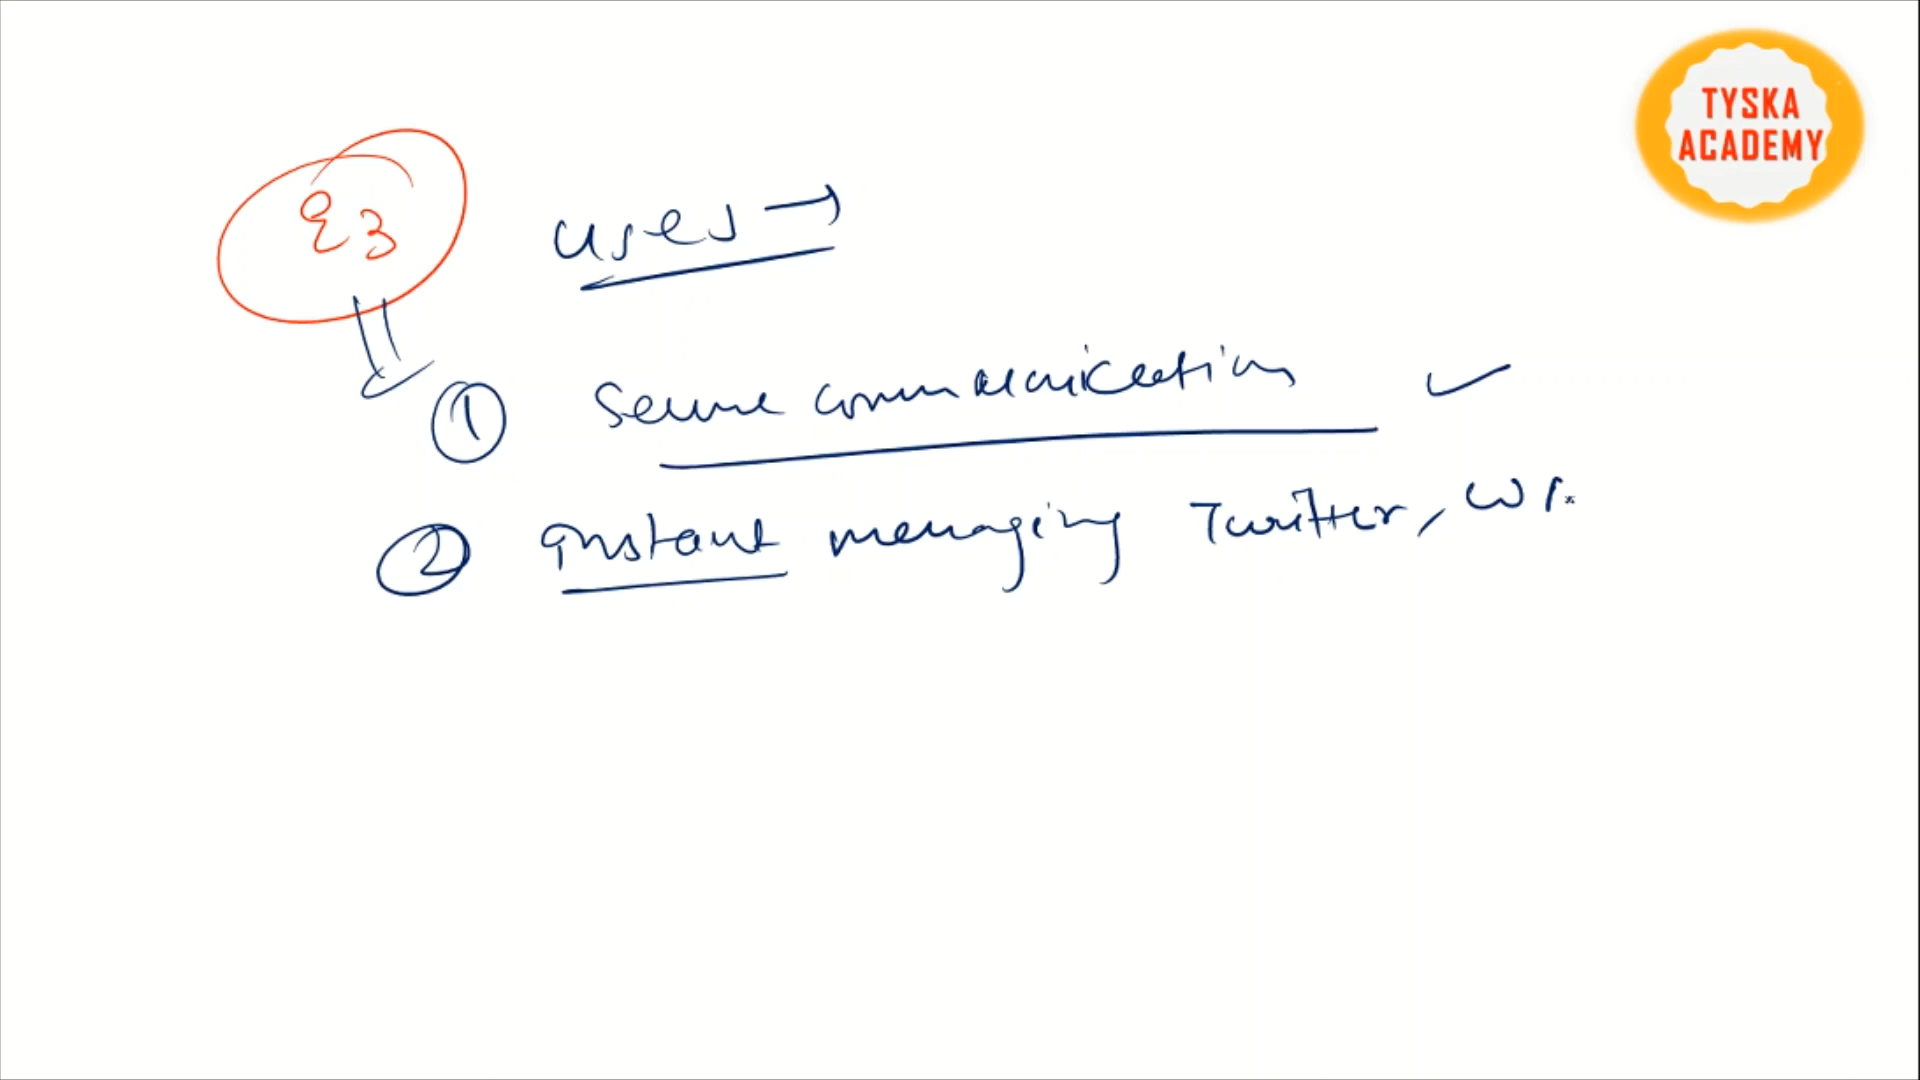 TYSKA
ACADEMY
E3 uses →
① Secure communication ✓
② Instant messaging Twitter,